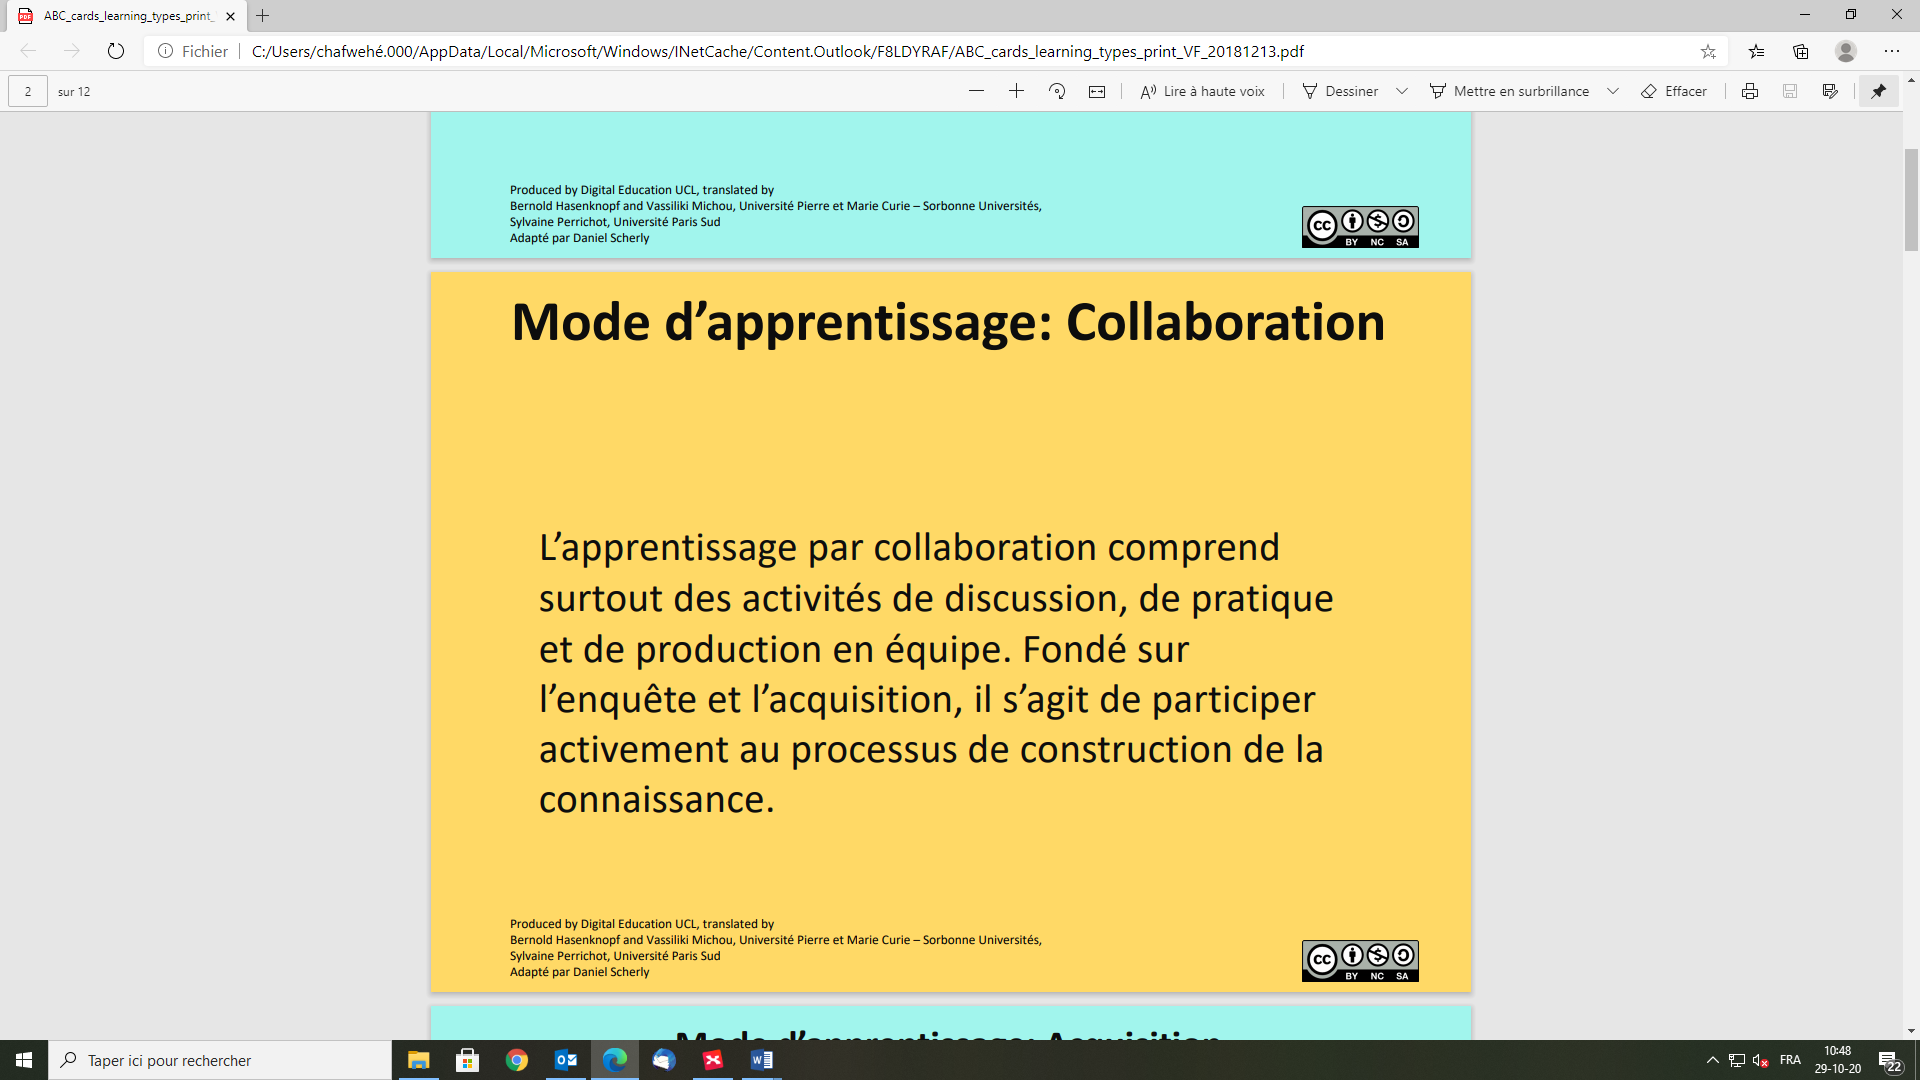 ABC_cards_learning_types_print_
Fichier
C:/Users/chafwehé.000/AppData/Local/Microsoft/Windows/INetCache/Content.Outlook/F8LDYRAF/ABC_cards_learning_types_print_VF_20181213.pdf
2 sur 12
Lire à haute voix
Dessiner
Mettre en surbrillance
Effacer
Produced by Digital Education UCL, translated by
Bernold Hasenknopf and Vassiliki Michou, Université Pierre et Marie Curie – Sorbonne Universités,
Sylvaine Perrichot, Université Paris Sud
Adapté par Daniel Scherly
CC BY NC SA
Mode d’apprentissage: Collaboration
L’apprentissage par collaboration comprend
surtout des activités de discussion, de pratique
et de production en équipe. Fondé sur
l’enquête et l’acquisition, il s’agit de participer
activement au processus de construction de la
connaissance.
Produced by Digital Education UCL, translated by
Bernold Hasenknopf and Vassiliki Michou, Université Pierre et Marie Curie – Sorbonne Universités,
Sylvaine Perrichot, Université Paris Sud
Adapté par Daniel Scherly
CC BY NC SA
Mode d’apprentissage: Acquisition
Taper ici pour rechercher
FRA
10:48
29-10-20
22